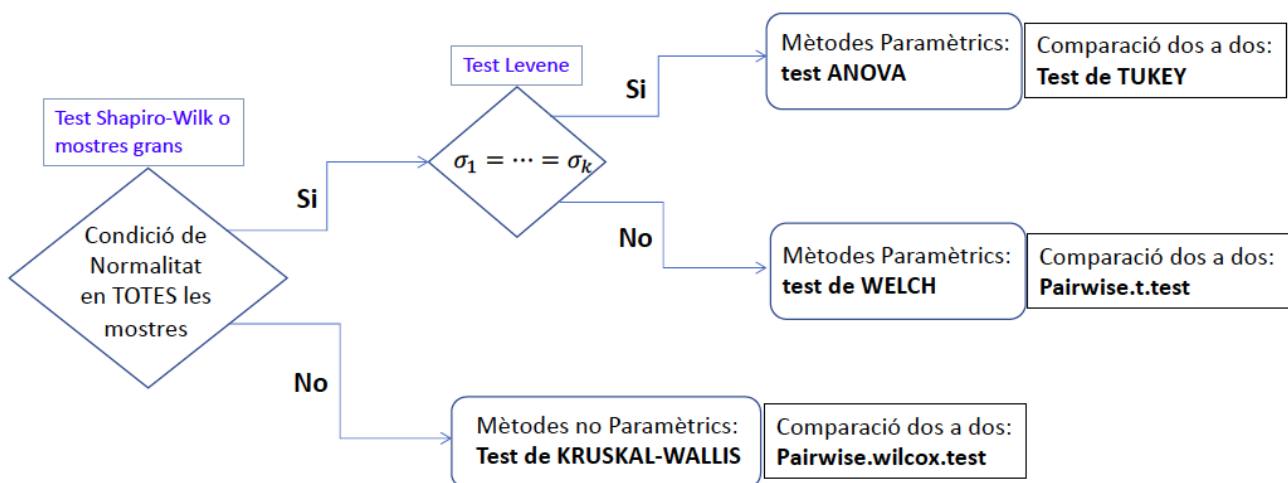 Test Shapiro-Wilk o
mostres grans
Condició de
Normalitat
en TOTES les
mostres
Si
No
Test Levene
σ₁ = ⋯ = σₖ
Si
No
Mètodes Paramètrics:
test ANOVA
Comparació dos a dos:
Test de TUKEY
Mètodes Paramètrics:
test de WELCH
Comparació dos a dos:
Pairwise.t.test
Mètodes no Paramètrics:
Test de KRUSKAL-WALLIS
Comparació dos a dos:
Pairwise.wilcox.test